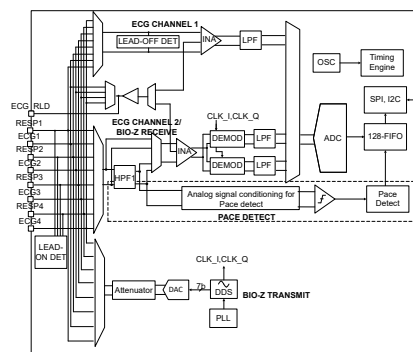 ECG CHANNEL 1
LEAD-OFF DET
INA
LPF
OSC
Timing
Engine
ECG_RLD
RESP1
ECG1
RESP2
ECG2
RESP3
ECG3
RESP4
ECG4
LEAD-
ON DET
ECG CHANNEL 2/
BIO-Z RECEIVE
INA
CLK_I,CLK_Q
DEMOD
LPF
DEMOD
LPF
ADC
SPI, I2C
128-FIFO
HPF1
Analog signal conditioning for
Pace detect
Pace
Detect
PACE DETECT
CLK_I,CLK_Q
Attenuator
DAC
7b
DDS
BIO-Z TRANSMIT
PLL